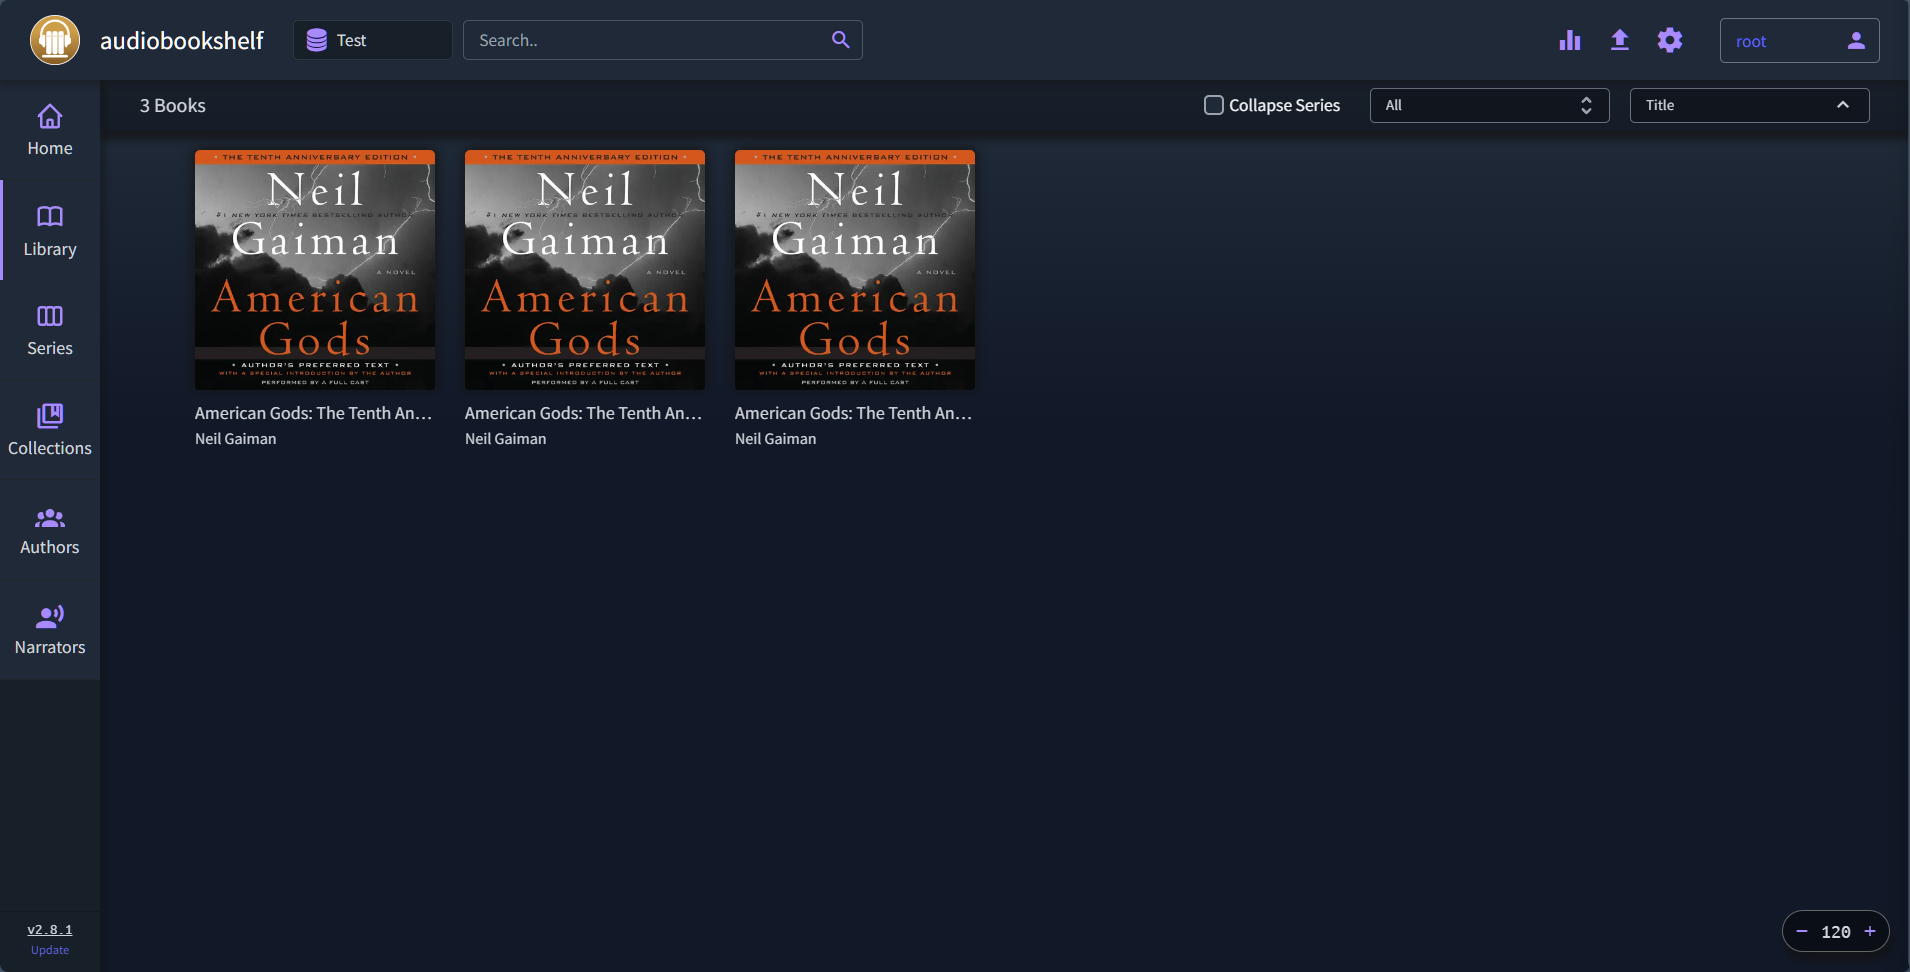 audiobookshelf
Test
Search..
root
3 Books
Collapse Series
All
Title
Home
Library
Series
Collections
Authors
Narrators
• THE TENTH ANNIVERSARY EDITION •
Neil
#1 NEW YORK TIMES BESTSELLING AUTHOR
Gaiman
A NOVEL
American
Gods
• AUTHOR'S PREFERRED TEXT •
WITH A SPECIAL INTRODUCTION BY THE AUTHOR
PERFORMED BY A FULL CAST
American Gods: The Tenth An...
Neil Gaiman
• THE TENTH ANNIVERSARY EDITION •
Neil
#1 NEW YORK TIMES BESTSELLING AUTHOR
Gaiman
A NOVEL
American
Gods
• AUTHOR'S PREFERRED TEXT •
WITH A SPECIAL INTRODUCTION BY THE AUTHOR
PERFORMED BY A FULL CAST
American Gods: The Tenth An...
Neil Gaiman
• THE TENTH ANNIVERSARY EDITION •
Neil
#1 NEW YORK TIMES BESTSELLING AUTHOR
Gaiman
A NOVEL
American
Gods
• AUTHOR'S PREFERRED TEXT •
WITH A SPECIAL INTRODUCTION BY THE AUTHOR
PERFORMED BY A FULL CAST
American Gods: The Tenth An...
Neil Gaiman
v2.8.1
Update
− 120 +